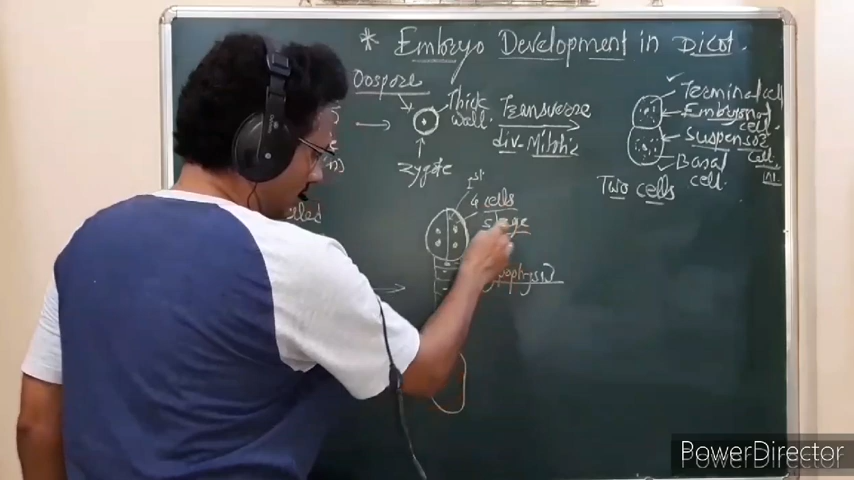 * Embryo Development in Dicot.
Oospore
Thick
wall.
Transverse
div-Mitotic
zygote
Terminal cell
Embryonal
cell.
Suspensor
cell.
Basal
cell.
Two cells
1st
4 cells
stage
PowerDirector